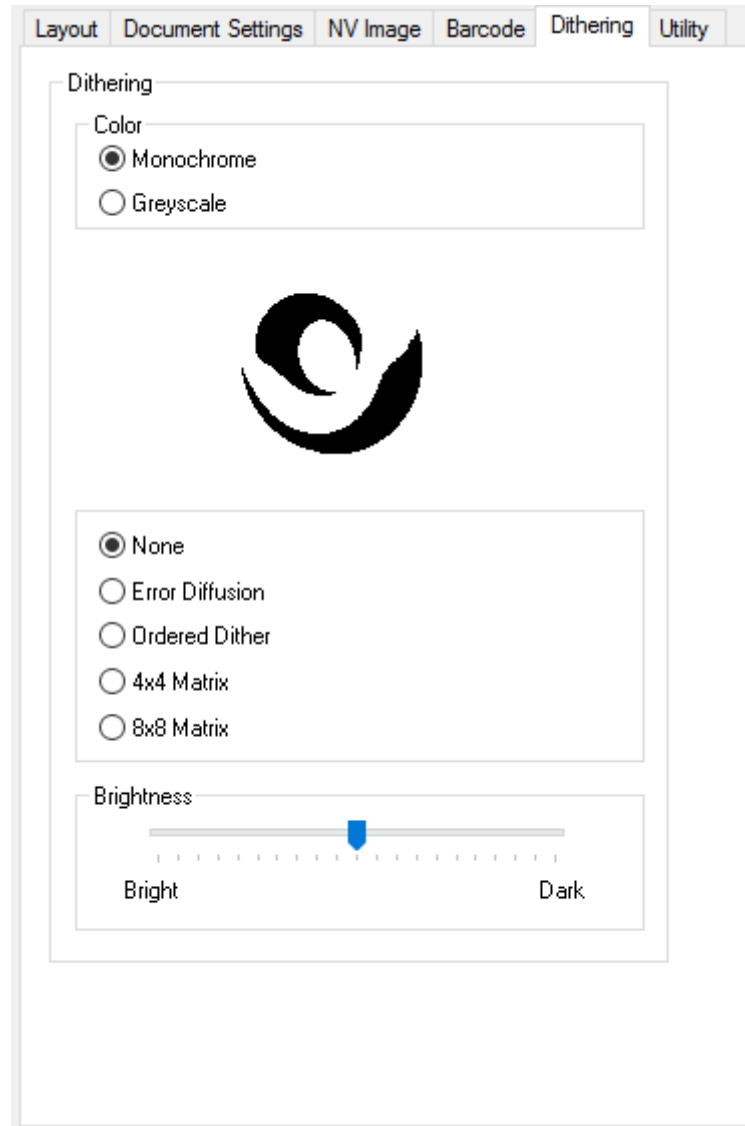 Layout Document Settings NV Image Barcode Dithering Utility
Dithering
Color
Monochrome
Greyscale
None
Error Diffusion
Ordered Dither
4x4 Matrix
8x8 Matrix
Brightness
Bright Dark